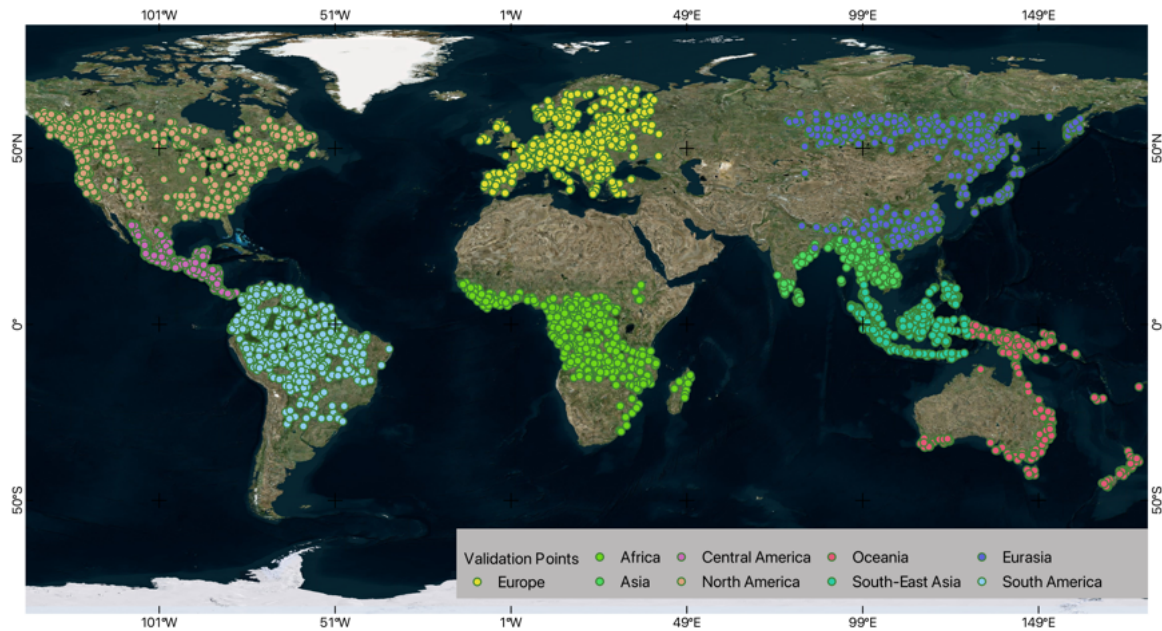 101°W 51°W 1°W 49°E 99°E 149°E
50°N 50°N
0° 0°
50°S 50°S
Validation Points Africa Central America Oceania Eurasia
Europe Asia North America South-East Asia South America
101°W 51°W 1°W 49°E 99°E 149°E